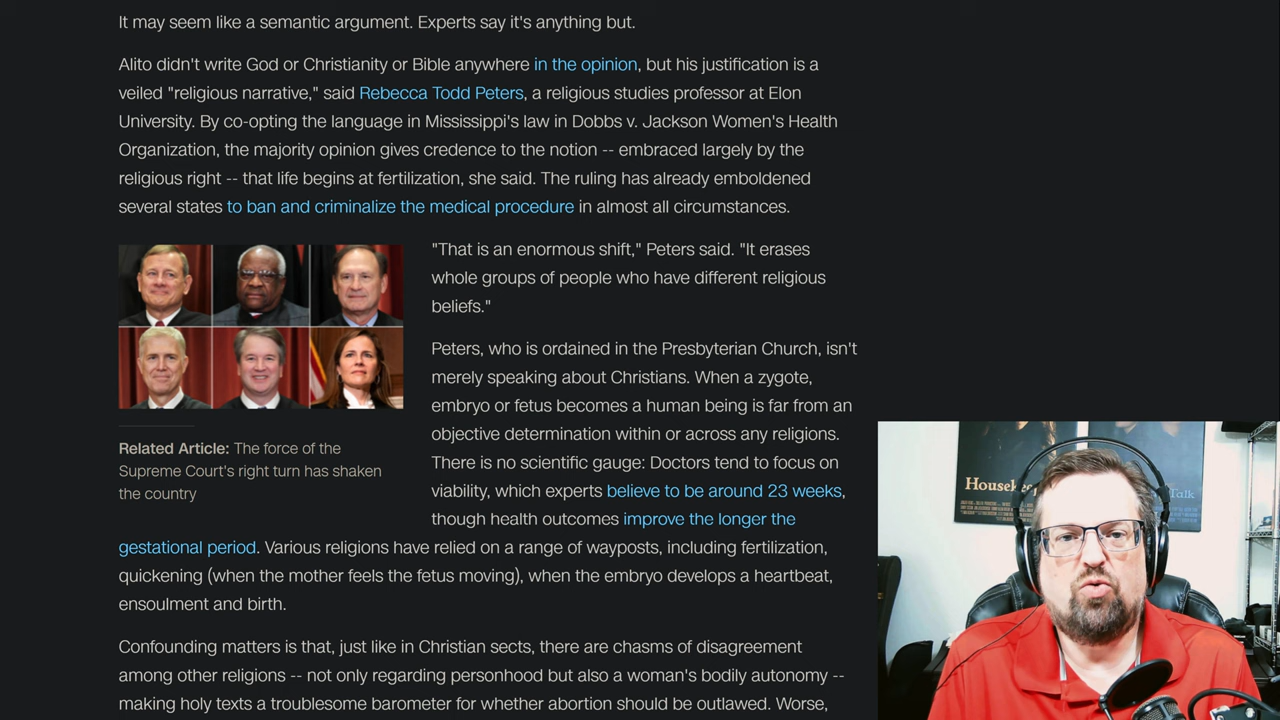 It may seem like a semantic argument. Experts say it's anything but.
Alito didn't write God or Christianity or Bible anywhere in the opinion, but his justification is a
veiled "religious narrative," said Rebecca Todd Peters, a religious studies professor at Elon
University. By co-opting the language in Mississippi's law in Dobbs v. Jackson Women's Health
Organization, the majority opinion gives credence to the notion -- embraced largely by the
religious right -- that life begins at fertilization, she said. The ruling has already emboldened
several states to ban and criminalize the medical procedure in almost all circumstances.
"That is an enormous shift," Peters said. "It erases
whole groups of people who have different religious
beliefs."
Peters, who is ordained in the Presbyterian Church, isn't
merely speaking about Christians. When a zygote,
embryo or fetus becomes a human being is far from an
objective determination within or across any religions.
There is no scientific gauge: Doctors tend to focus on
viability, which experts believe to be around 23 weeks,
though health outcomes improve the longer the
gestational period. Various religions have relied on a range of wayposts, including fertilization,
quickening (when the mother feels the fetus moving), when the embryo develops a heartbeat,
ensoulment and birth.
Related Article: The force of the
Supreme Court's right turn has shaken
the country
Confounding matters is that, just like in Christian sects, there are chasms of disagreement
among other religions -- not only regarding personhood but also a woman's bodily autonomy --
making holy texts a troublesome barometer for whether abortion should be outlawed. Worse,
Talk